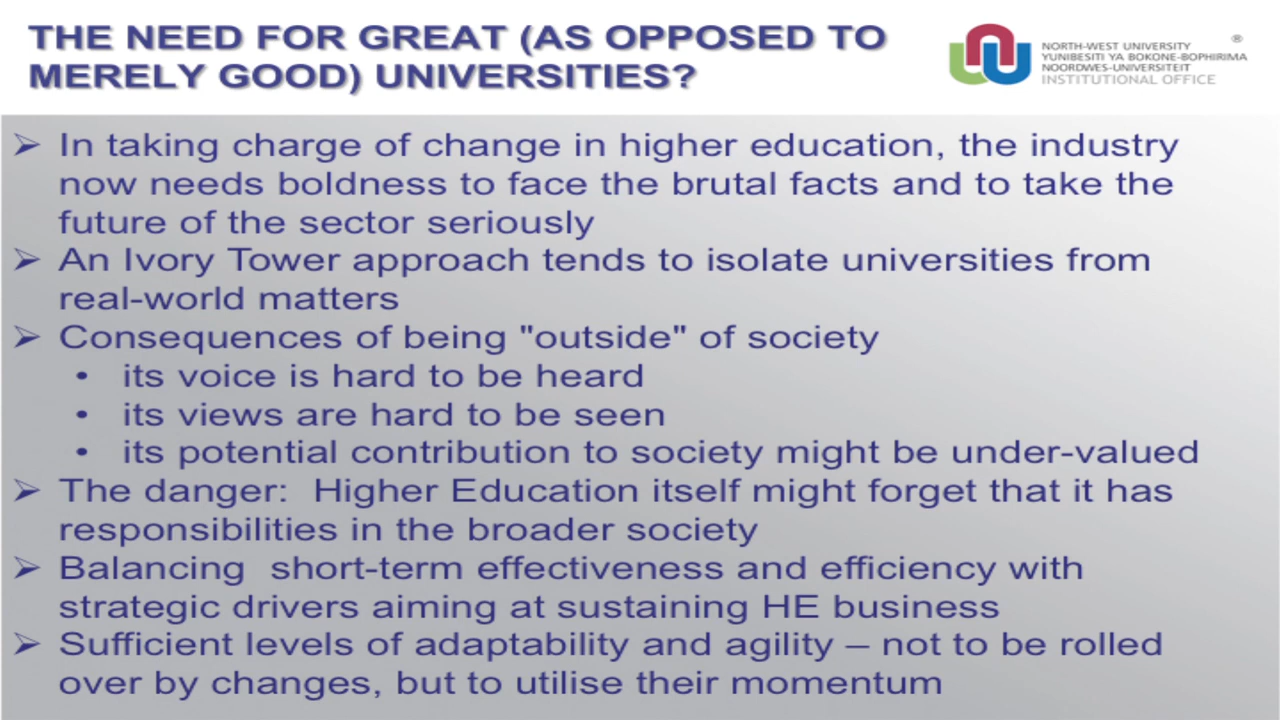 THE NEED FOR GREAT (AS OPPOSED TO
MERELY GOOD) UNIVERSITIES?
NORTH-WEST UNIVERSITY ®
YUNIBESITI YA BOKONE-BOPHIRIMA
NOORDWES-UNIVERSITEIT
INSTITUTIONAL OFFICE
➢ In taking charge of change in higher education, the industry
now needs boldness to face the brutal facts and to take the
future of the sector seriously
➢ An Ivory Tower approach tends to isolate universities from
real-world matters
➢ Consequences of being "outside" of society
• its voice is hard to be heard
• its views are hard to be seen
• its potential contribution to society might be under-valued
➢ The danger:  Higher Education itself might forget that it has
responsibilities in the broader society
➢ Balancing  short-term effectiveness and efficiency with
strategic drivers aiming at sustaining HE business
➢ Sufficient levels of adaptability and agility – not to be rolled
over by changes, but to utilise their momentum